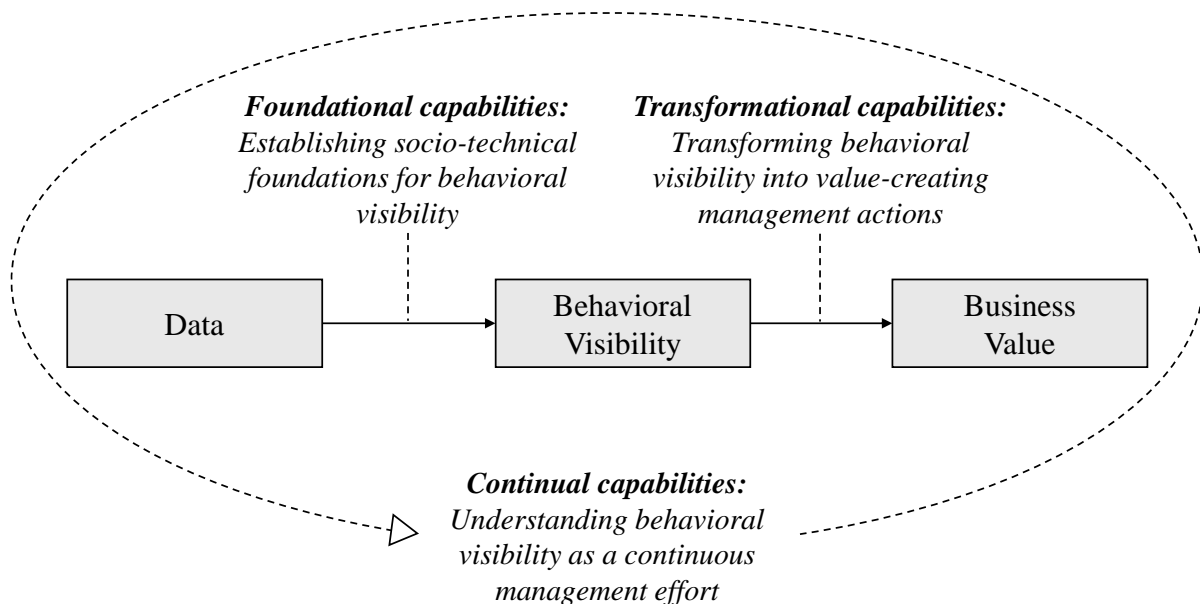 Foundational capabilities:
Establishing socio-technical
foundations for behavioral
visibility
Transformational capabilities:
Transforming behavioral
visibility into value-creating
management actions
Data
Behavioral
Visibility
Business
Value
Continual capabilities:
Understanding behavioral
visibility as a continuous
management effort